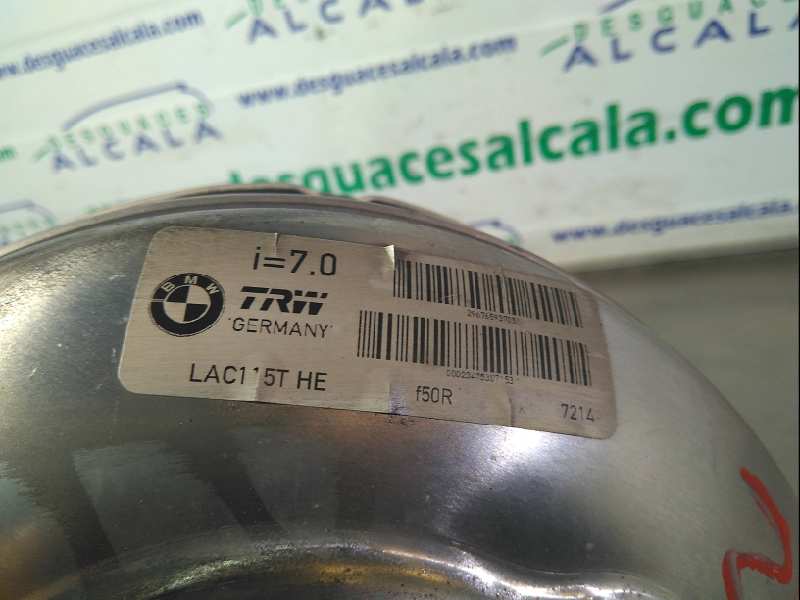 DESGUACES
ALCALA
www.desguacesalcala.com
DESGUACES
ALCALA
www.desguacesalcala.com
desguacesalcala.com
www.desguacesalcala.
BMW
i=7.0
TRW
'GERMANY'
LAC115T HE
f50R
7214